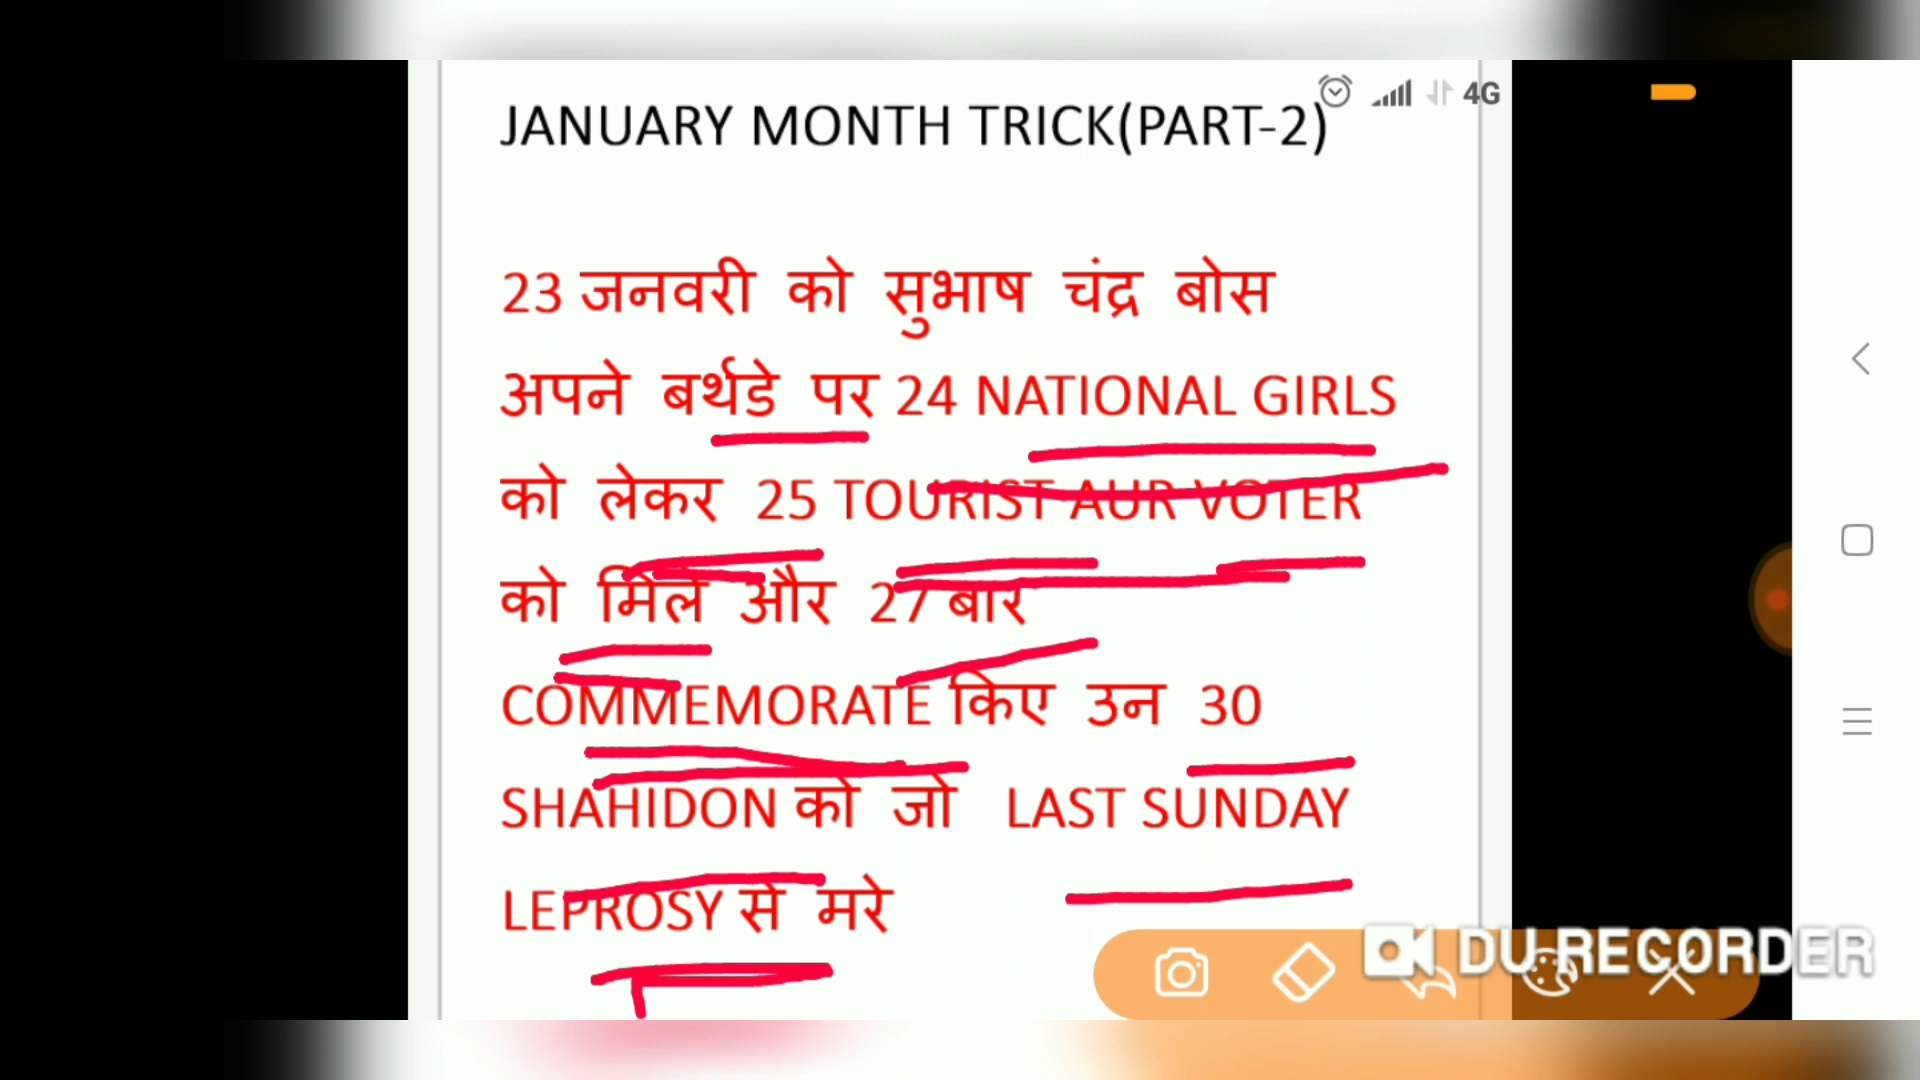 4G
JANUARY MONTH TRICK(PART-2)
23 जनवरी को सुभाष चंद्र बोस
अपने बर्थडे पर 24 NATIONAL GIRLS
को लेकर 25 TOURIST AUR VOTER
को मिले और 27 बार
COMMEMORATE किए उन 30
SHAHIDON को जो LAST SUNDAY
LEPROSY से मरे
DU RECORDER